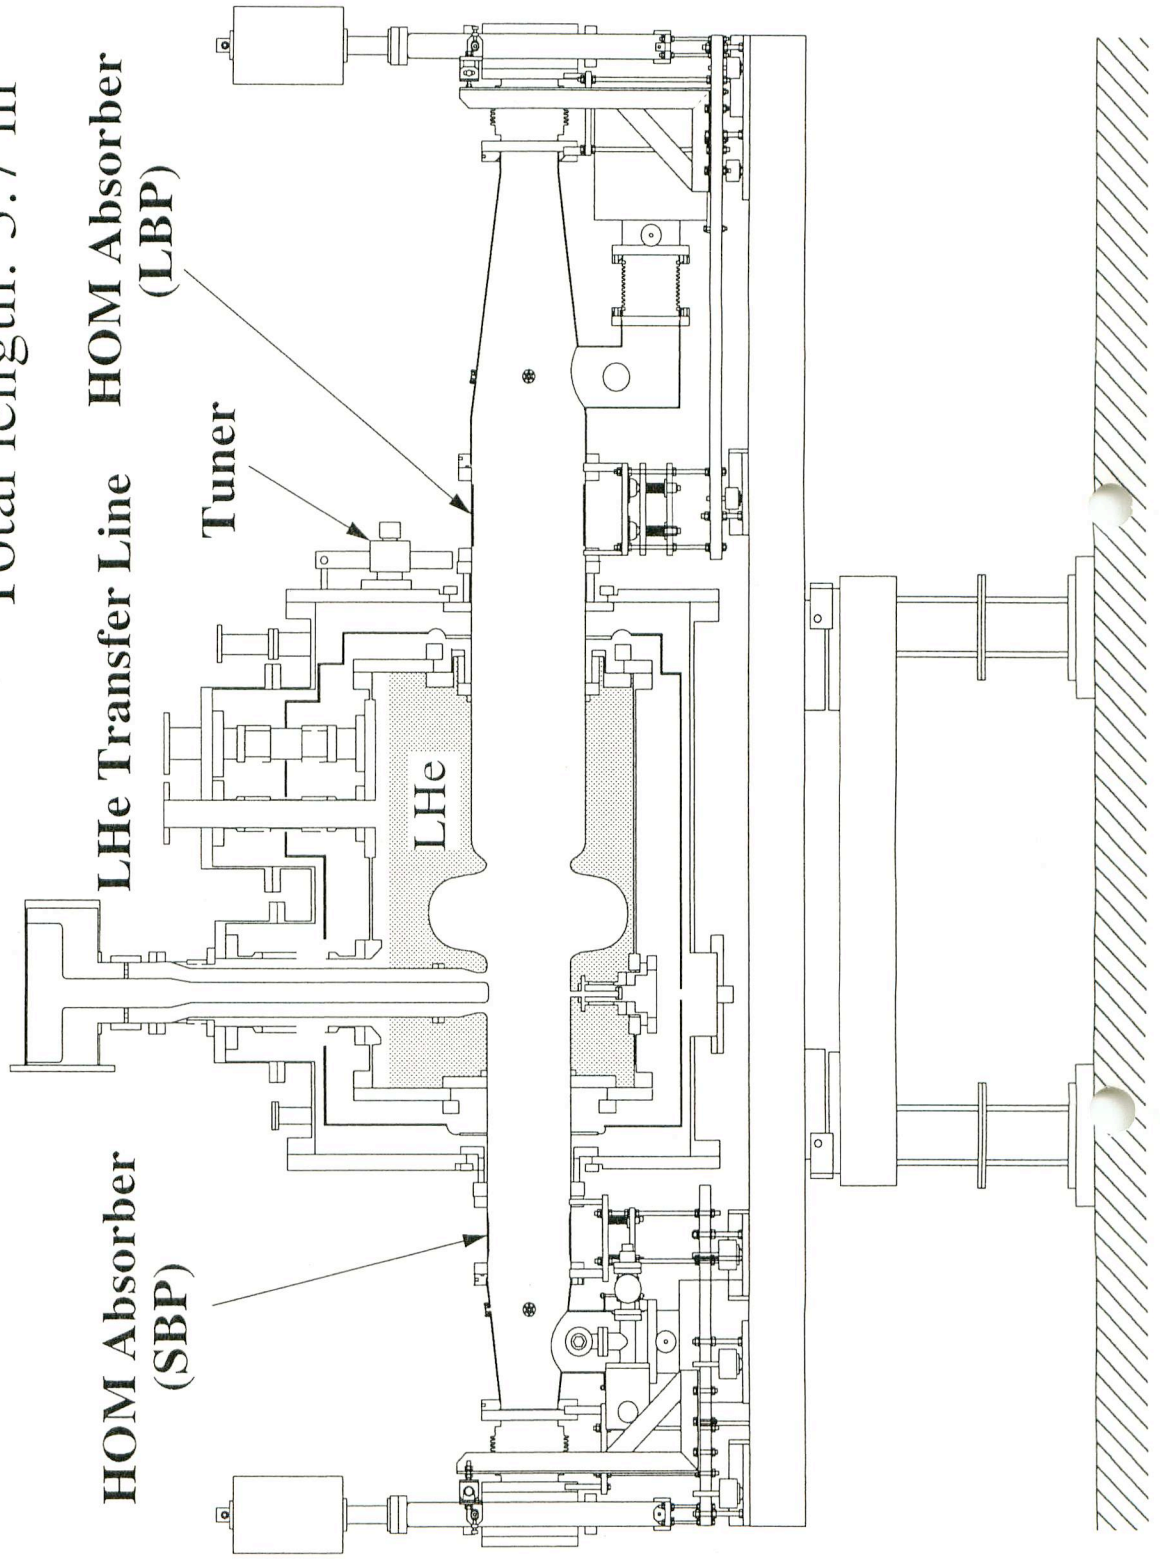 Total length: 3.7 m
HOM Absorber
(SBP)
LHe Transfer Line
HOM Absorber
(LBP)
Tuner
LHe